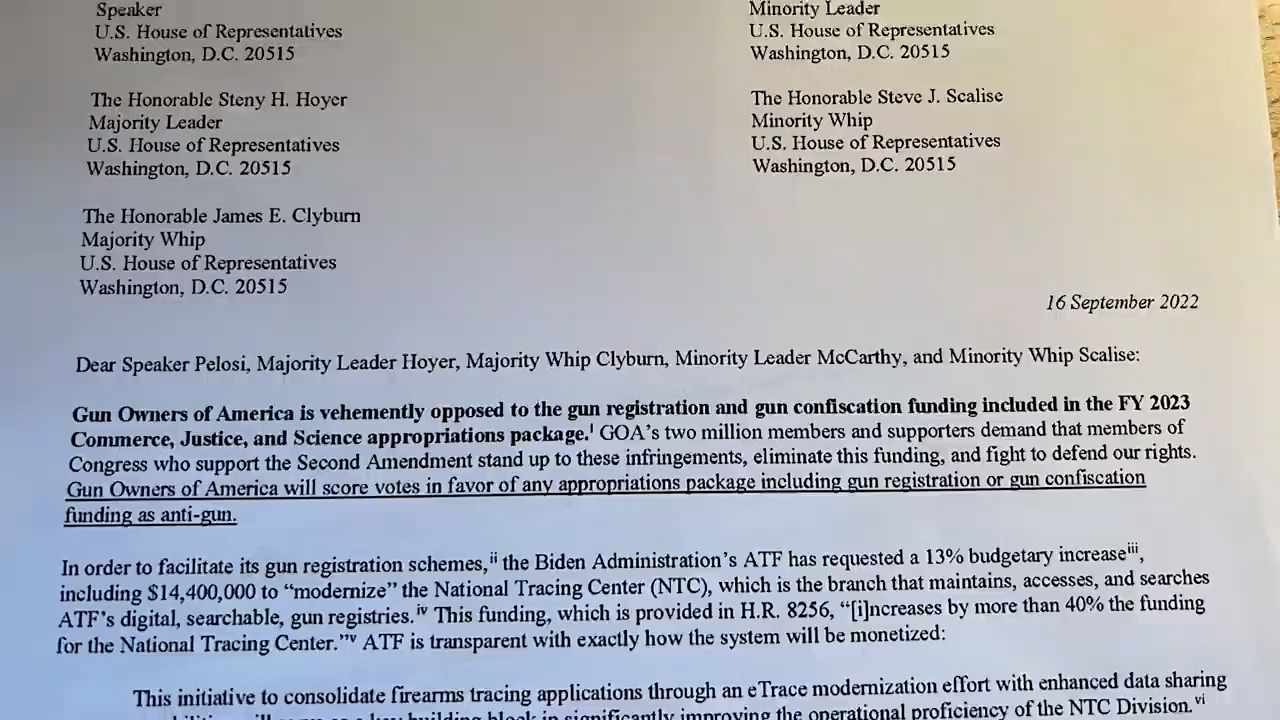 Speaker
U.S. House of Representatives
Washington, D.C. 20515
Minority Leader
U.S. House of Representatives
Washington, D.C. 20515
The Honorable Steny H. Hoyer
Majority Leader
U.S. House of Representatives
Washington, D.C. 20515
The Honorable Steve J. Scalise
Minority Whip
U.S. House of Representatives
Washington, D.C. 20515
The Honorable James E. Clyburn
Majority Whip
U.S. House of Representatives
Washington, D.C. 20515
16 September 2022
Dear Speaker Pelosi, Majority Leader Hoyer, Majority Whip Clyburn, Minority Leader McCarthy, and Minority Whip Scalise:
Gun Owners of America is vehemently opposed to the gun registration and gun confiscation funding included in the FY 2023
Commerce, Justice, and Science appropriations package.ⁱ GOA's two million members and supporters demand that members of
Congress who support the Second Amendment stand up to these infringements, eliminate this funding, and fight to defend our rights.
Gun Owners of America will score votes in favor of any appropriations package including gun registration or gun confiscation
funding as anti-gun.
In order to facilitate its gun registration schemes,ⁱⁱ the Biden Administration's ATF has requested a 13% budgetary increaseⁱⁱⁱ,
including $14,400,000 to "modernize" the National Tracing Center (NTC), which is the branch that maintains, accesses, and searches
ATF's digital, searchable, gun registries.ⁱᵛ This funding, which is provided in H.R. 8256, "[i]ncreases by more than 40% the funding
for the National Tracing Center."ᵛ ATF is transparent with exactly how the system will be monetized:
This initiative to consolidate firearms tracing applications through an eTrace modernization effort with enhanced data sharing
key building block in significantly improving the operational proficiency of the NTC Division.ᵛⁱ